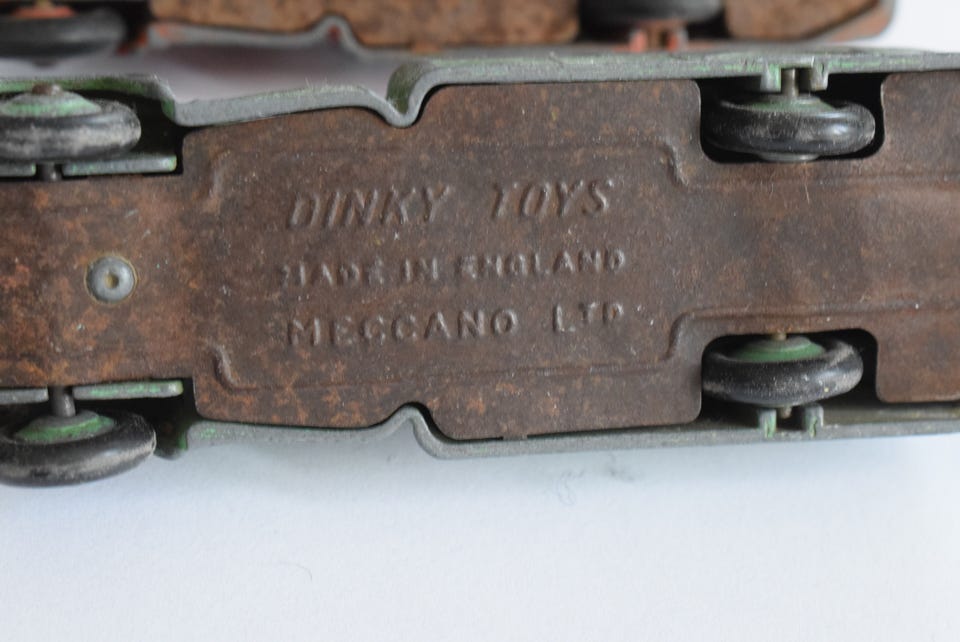 DINKY TOYS
MADE IN ENGLAND
MECCANO LTD